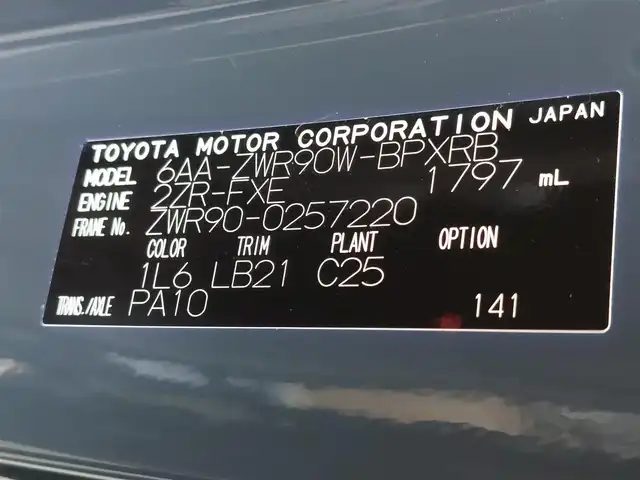 TOYOTA MOTOR CORPORATION JAPAN
MODEL 6AA-ZWR90W-BPXRB
ENGINE 2ZR-FXE 1797 mL
FRAME No. ZWR90-0257220
COLOR TRIM PLANT OPTION
1L6 LB21 C25
TRANS./AXLE PA10 141